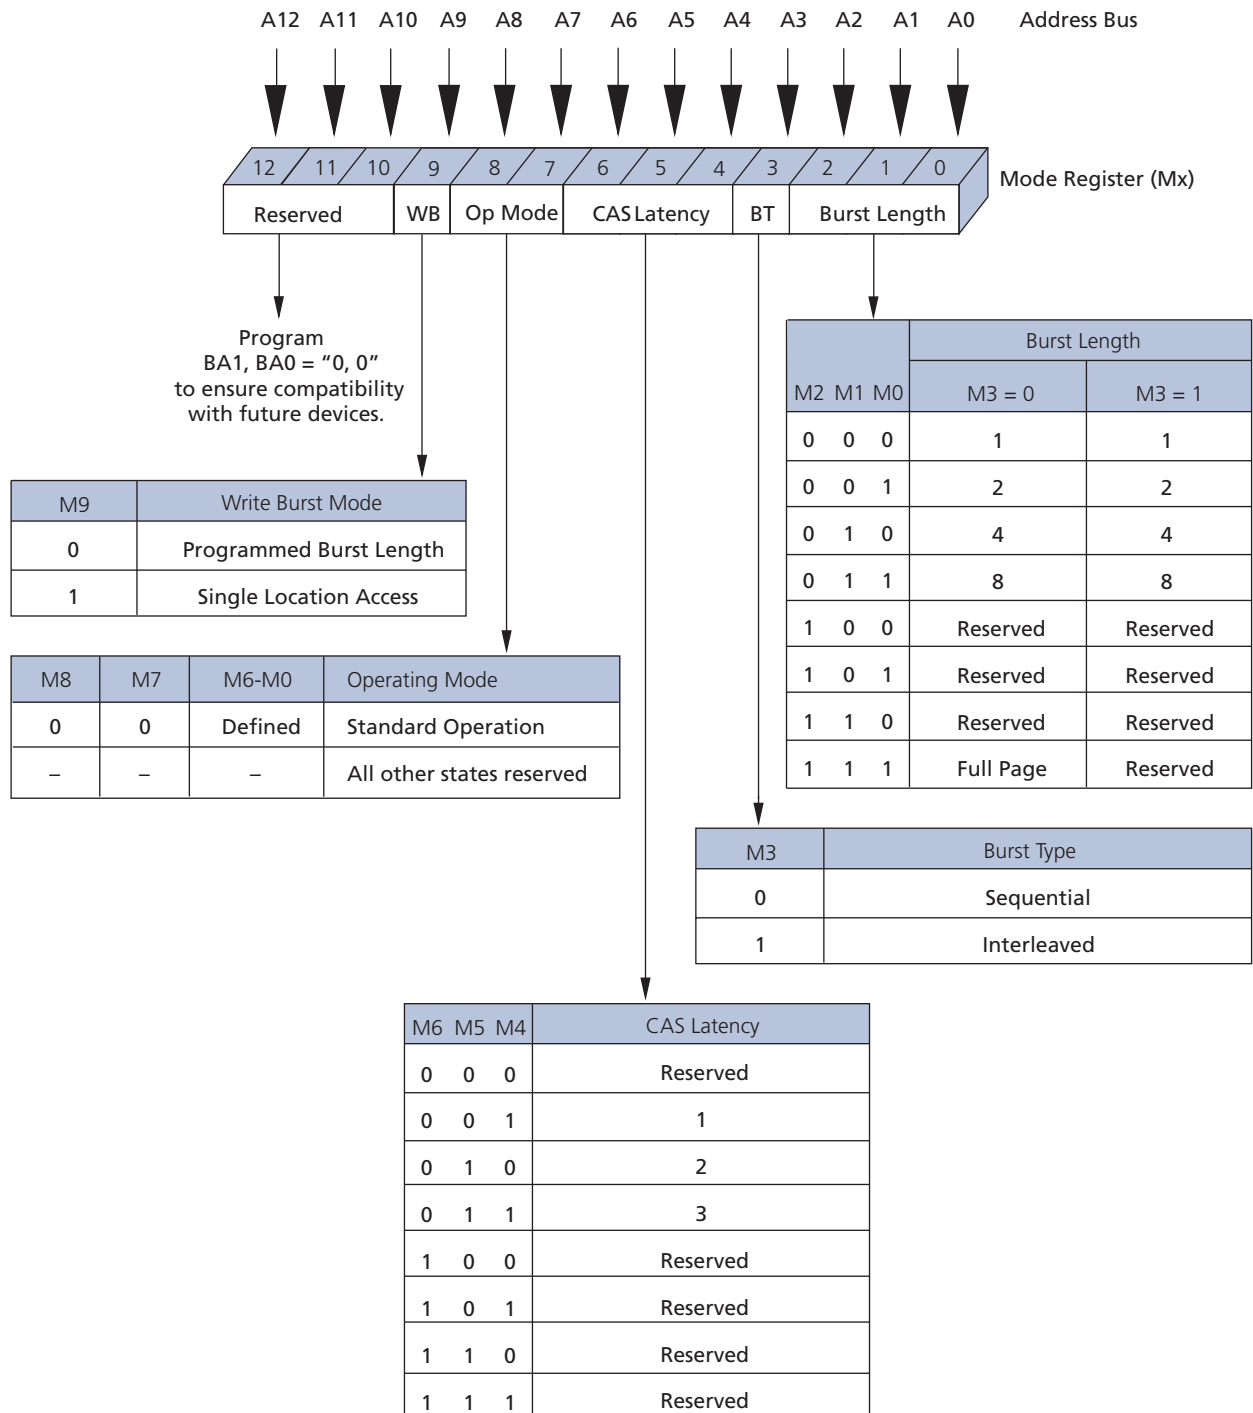 A12 A11 A10 A9 A8 A7 A6 A5 A4 A3 A2 A1 A0 Address Bus
12 11 10 9 8 7 6 5 4 3 2 1 0
Mode Register (Mx)
Reserved WB Op Mode CAS Latency BT Burst Length
Program
BA1, BA0 = “0, 0”
to ensure compatibility
with future devices.
Burst Length
M2 M1 M0 M3 = 0 M3 = 1
0 0 0 1 1
0 0 1 2 2
0 1 0 4 4
0 1 1 8 8
1 0 0 Reserved Reserved
1 0 1 Reserved Reserved
1 1 0 Reserved Reserved
1 1 1 Full Page Reserved
M9 Write Burst Mode
0 Programmed Burst Length
1 Single Location Access
M8 M7 M6-M0 Operating Mode
0 0 Defined Standard Operation
– – – All other states reserved
M3 Burst Type
0 Sequential
1 Interleaved
M6 M5 M4 CAS Latency
0 0 0 Reserved
0 0 1 1
0 1 0 2
0 1 1 3
1 0 0 Reserved
1 0 1 Reserved
1 1 0 Reserved
1 1 1 Reserved